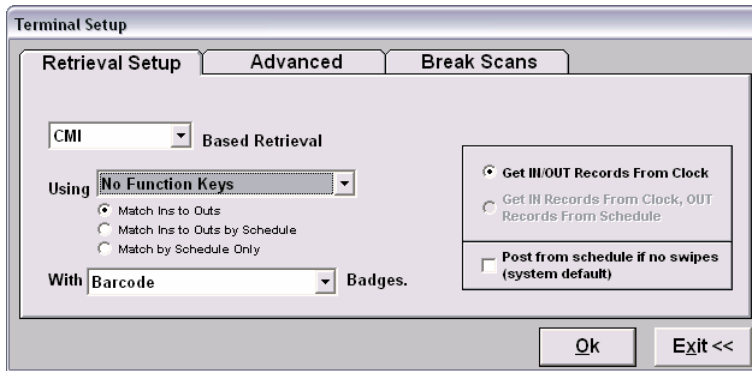 Terminal Setup
Retrieval Setup
Advanced
Break Scans
CMI
Based Retrieval
Using No Function Keys
Match Ins to Outs
Match Ins to Outs by Schedule
Match by Schedule Only
With Barcode Badges.
Get IN/OUT Records From Clock
Get IN Records From Clock, OUT
Records From Schedule
Post from schedule if no swipes
(system default)
Ok
Exit <<